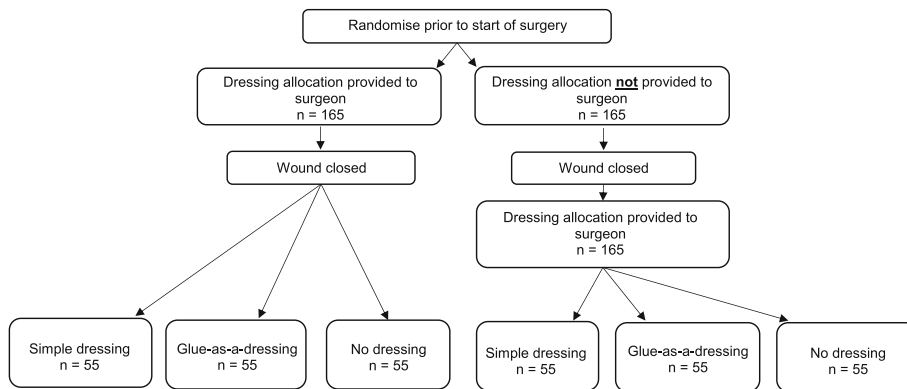 Randomise prior to start of surgery
Dressing allocation provided to
surgeon
n = 165
Dressing allocation not provided to
surgeon
n = 165
Wound closed
Wound closed
Dressing allocation provided to
surgeon
n = 165
Simple dressing
n = 55
Glue-as-a-dressing
n = 55
No dressing
n = 55
Simple dressing
n = 55
Glue-as-a-dressing
n = 55
No dressing
n = 55